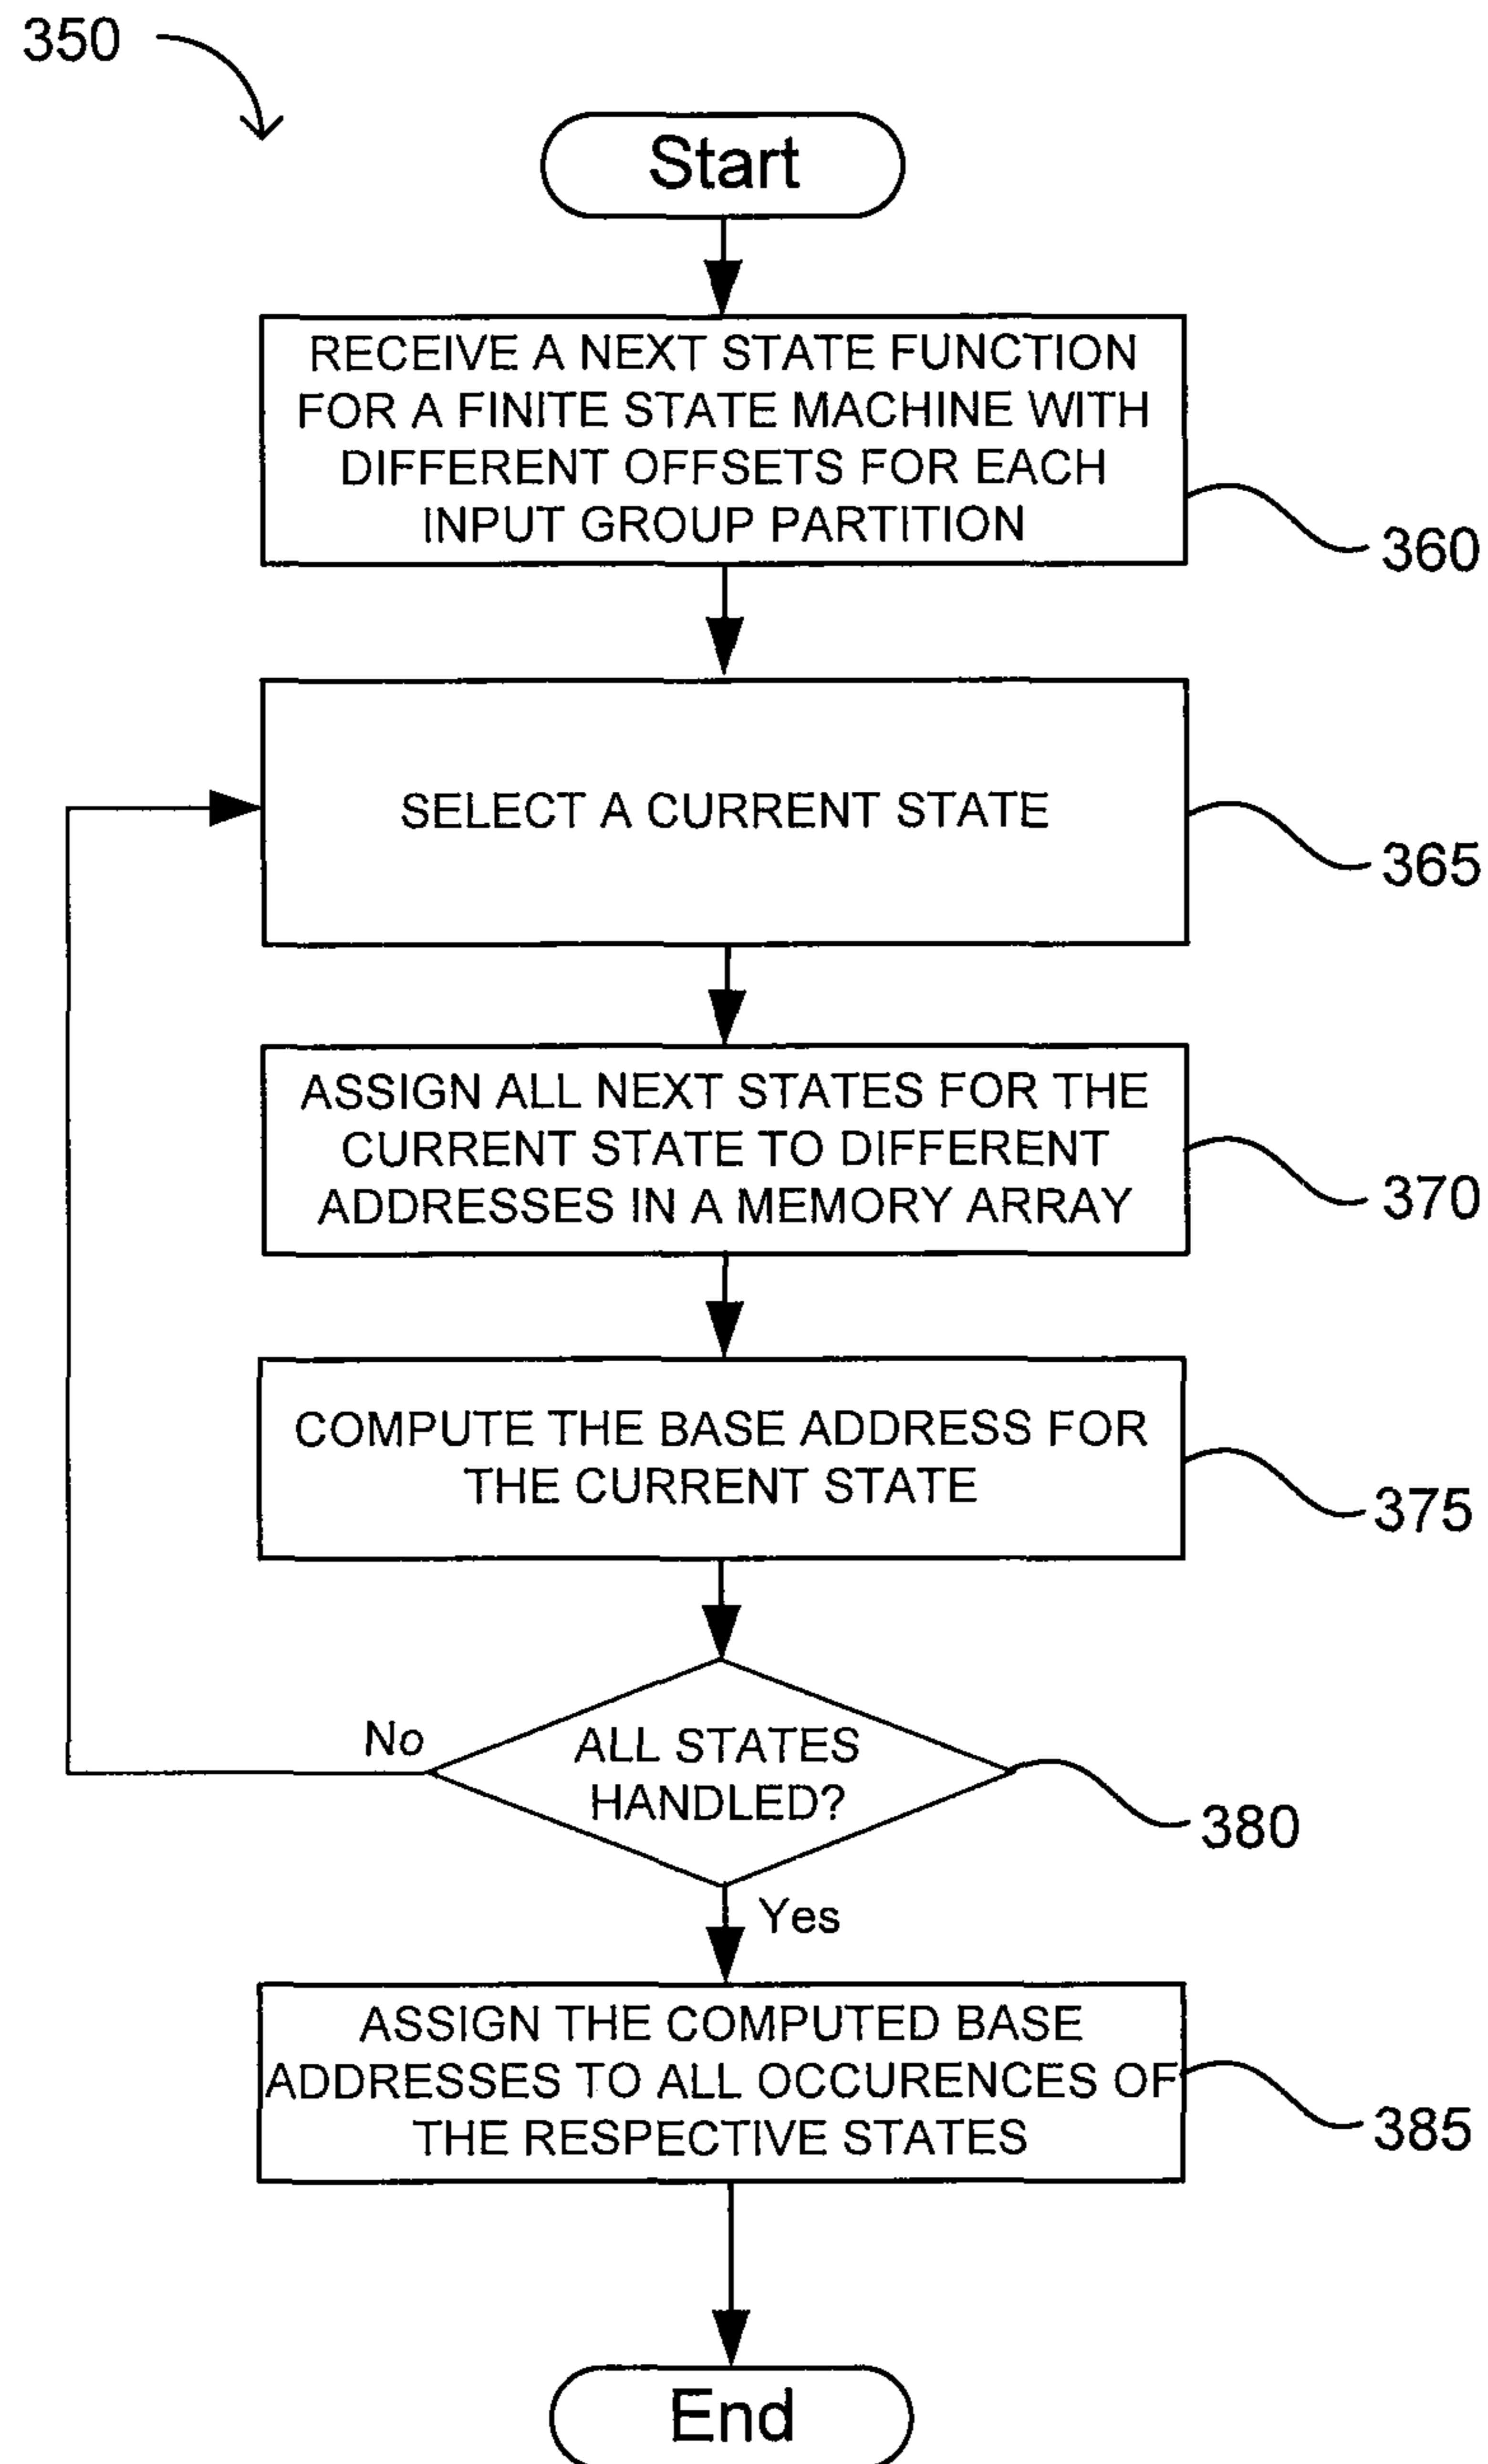 350
Start
RECEIVE A NEXT STATE FUNCTION
FOR A FINITE STATE MACHINE WITH
DIFFERENT OFFSETS FOR EACH
INPUT GROUP PARTITION
360
SELECT A CURRENT STATE
365
ASSIGN ALL NEXT STATES FOR THE
CURRENT STATE TO DIFFERENT
ADDRESSES IN A MEMORY ARRAY
370
COMPUTE THE BASE ADDRESS FOR
THE CURRENT STATE
375
No
ALL STATES
HANDLED?
380
Yes
ASSIGN THE COMPUTED BASE
ADDRESSES TO ALL OCCURENCES OF
THE RESPECTIVE STATES
385
End